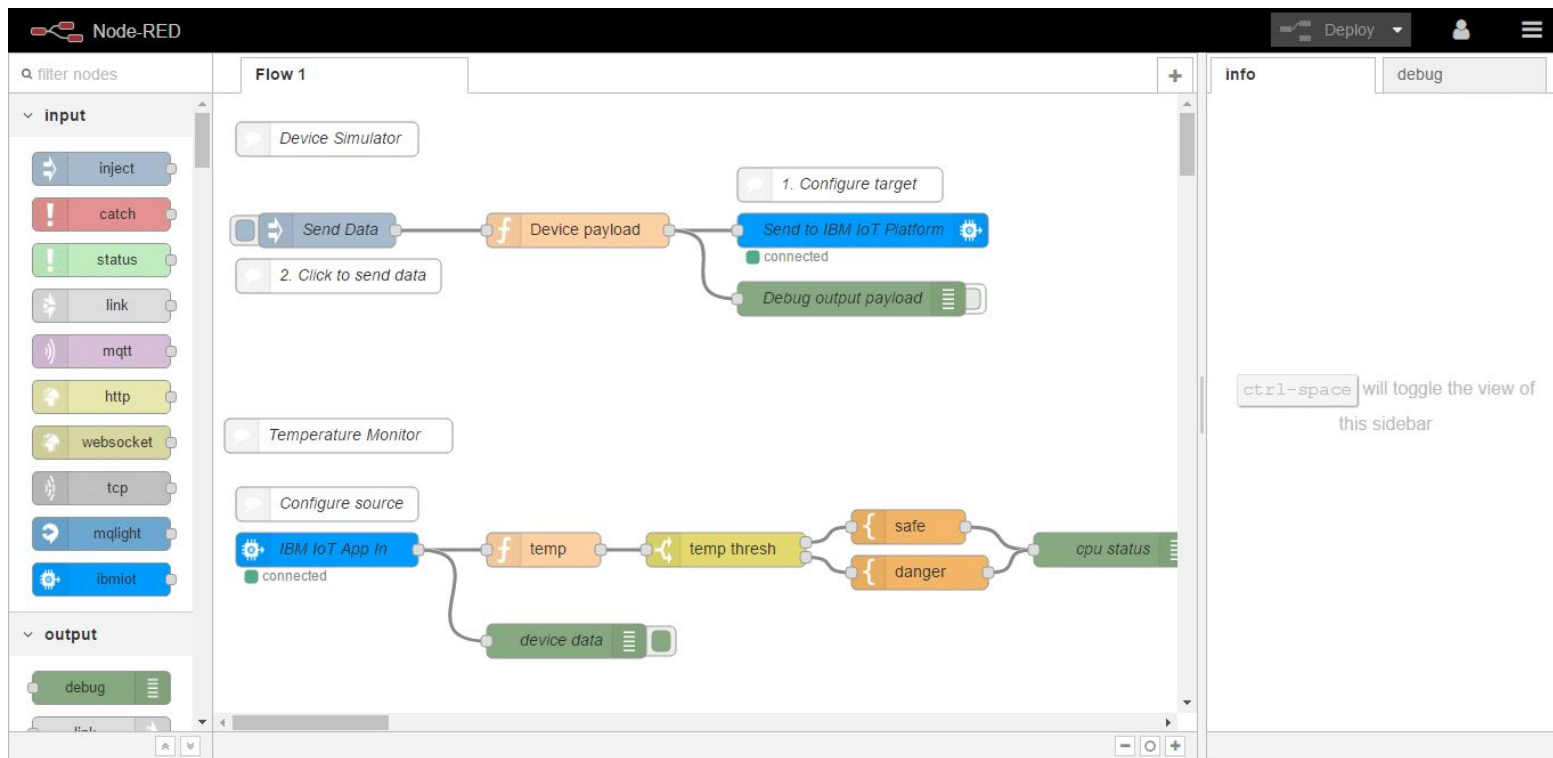 Node-RED
Deploy
filter nodes
Flow 1
info
debug
input
inject
catch
status
link
mqtt
http
websocket
tcp
mqlight
ibmiot
output
debug
link
Device Simulator
1. Configure target
Send Data
Device payload
Send to IBM IoT Platform
connected
2. Click to send data
Debug output payload
Temperature Monitor
Configure source
IBM IoT App In
connected
temp
temp thresh
safe
danger
cpu status
device data
ctrl-space will toggle the view of
this sidebar